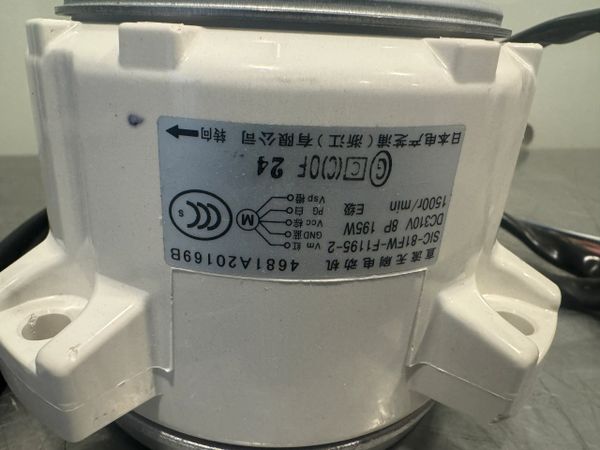 直流无刷电动机 4681A20169B
SIC-81FW-F1195-2
DC310V 8P 195W
1500r/min E级
Vm 红
GND 蓝
Vcc 棕
PG 白
Vsp 橙
M
CCC S
24
日本电产芝浦（浙江）有限公司 转向